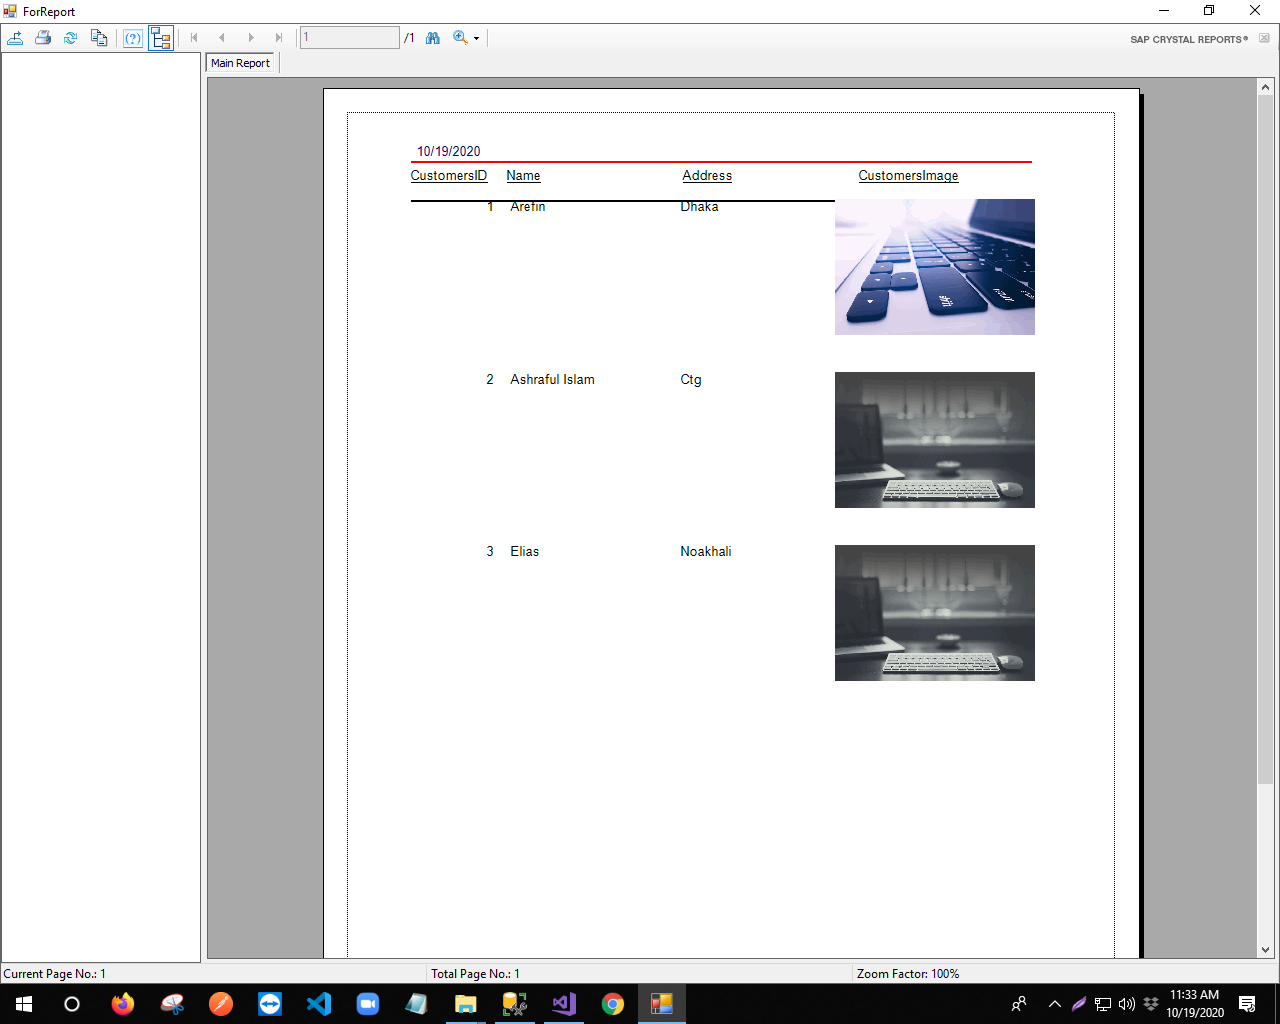 ForReport
1 /1
SAP CRYSTAL REPORTS®
Main Report
10/19/2020
CustomersID Name Address CustomersImage
1 Arefin Dhaka
2 Ashraful Islam Ctg
3 Elias Noakhali
Current Page No.: 1 Total Page No.: 1 Zoom Factor: 100%
11:33 AM
10/19/2020